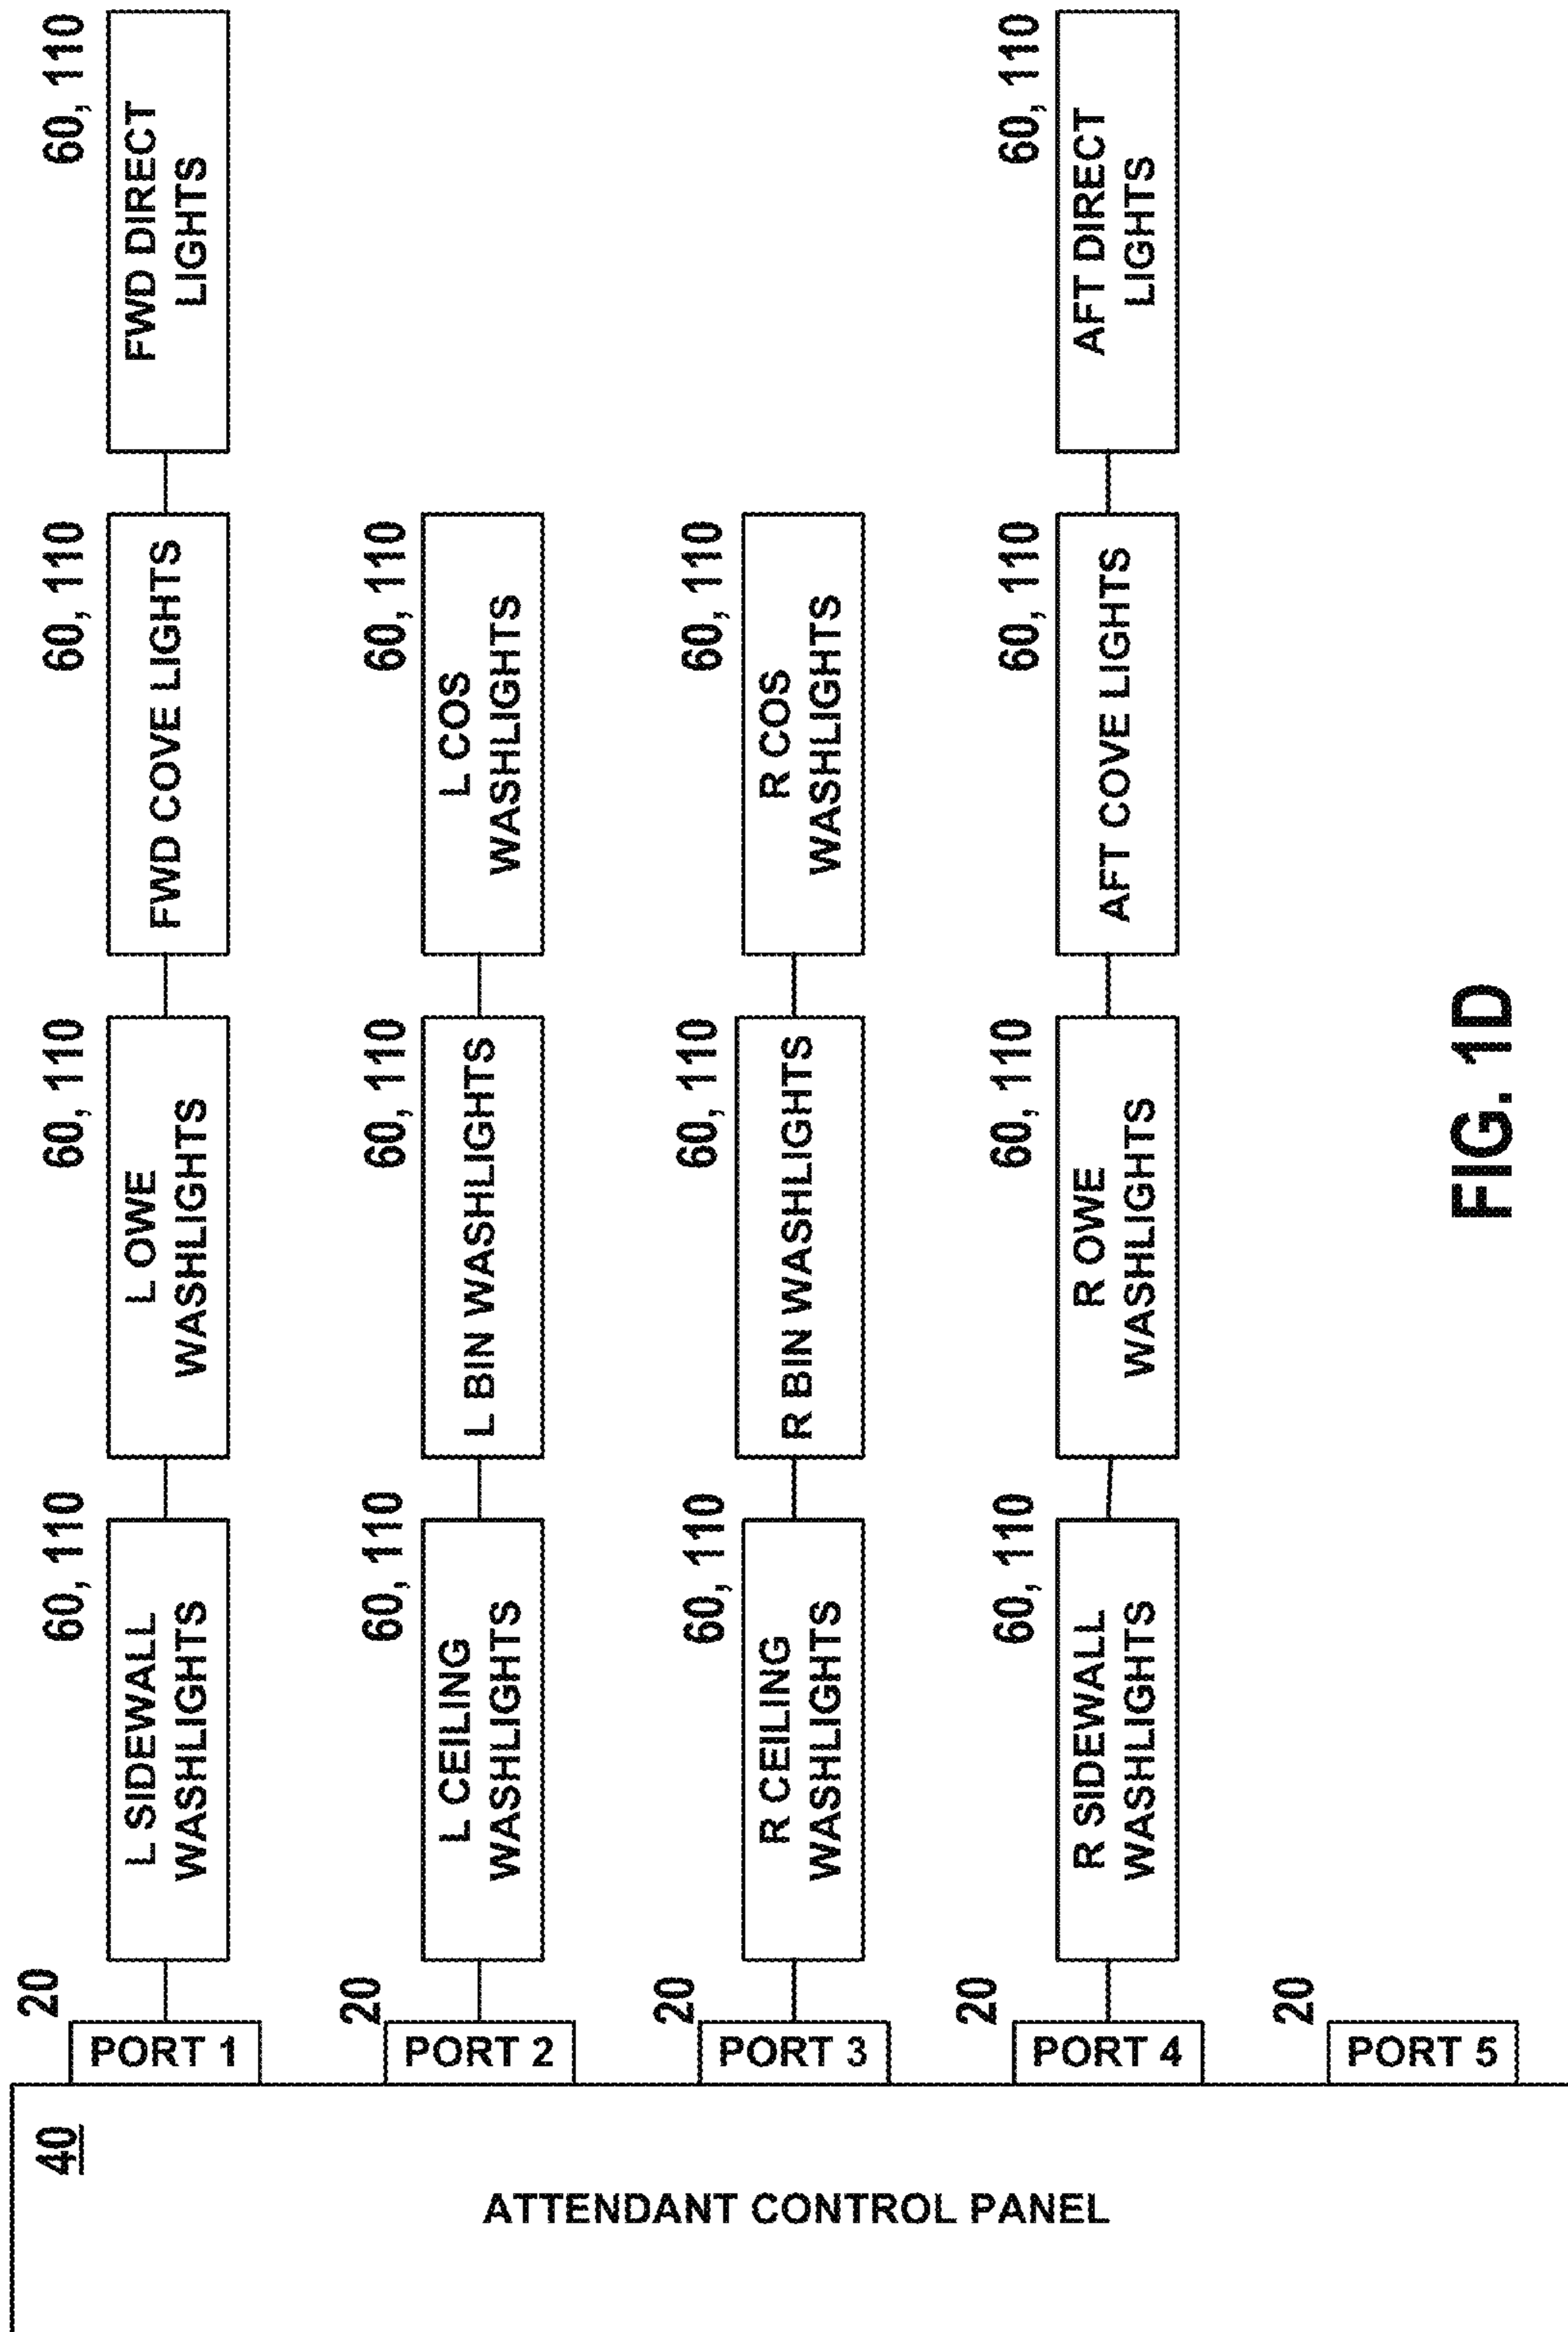 40
ATTENDANT CONTROL PANEL
20
PORT 1
60, 110
L SIDEWALL
WASHLIGHTS
60, 110
L OWE
WASHLIGHTS
60, 110
FWD COVE LIGHTS
60, 110
FWD DIRECT
LIGHTS
20
PORT 2
60, 110
L CEILING
WASHLIGHTS
60, 110
L BIN WASHLIGHTS
60, 110
L COS
WASHLIGHTS
20
PORT 3
60, 110
R CEILING
WASHLIGHTS
60, 110
R BIN WASHLIGHTS
60, 110
R COS
WASHLIGHTS
20
PORT 4
60, 110
R SIDEWALL
WASHLIGHTS
60, 110
R OWE
WASHLIGHTS
60, 110
AFT COVE LIGHTS
60, 110
AFT DIRECT
LIGHTS
20
PORT 5
FIG. 1D